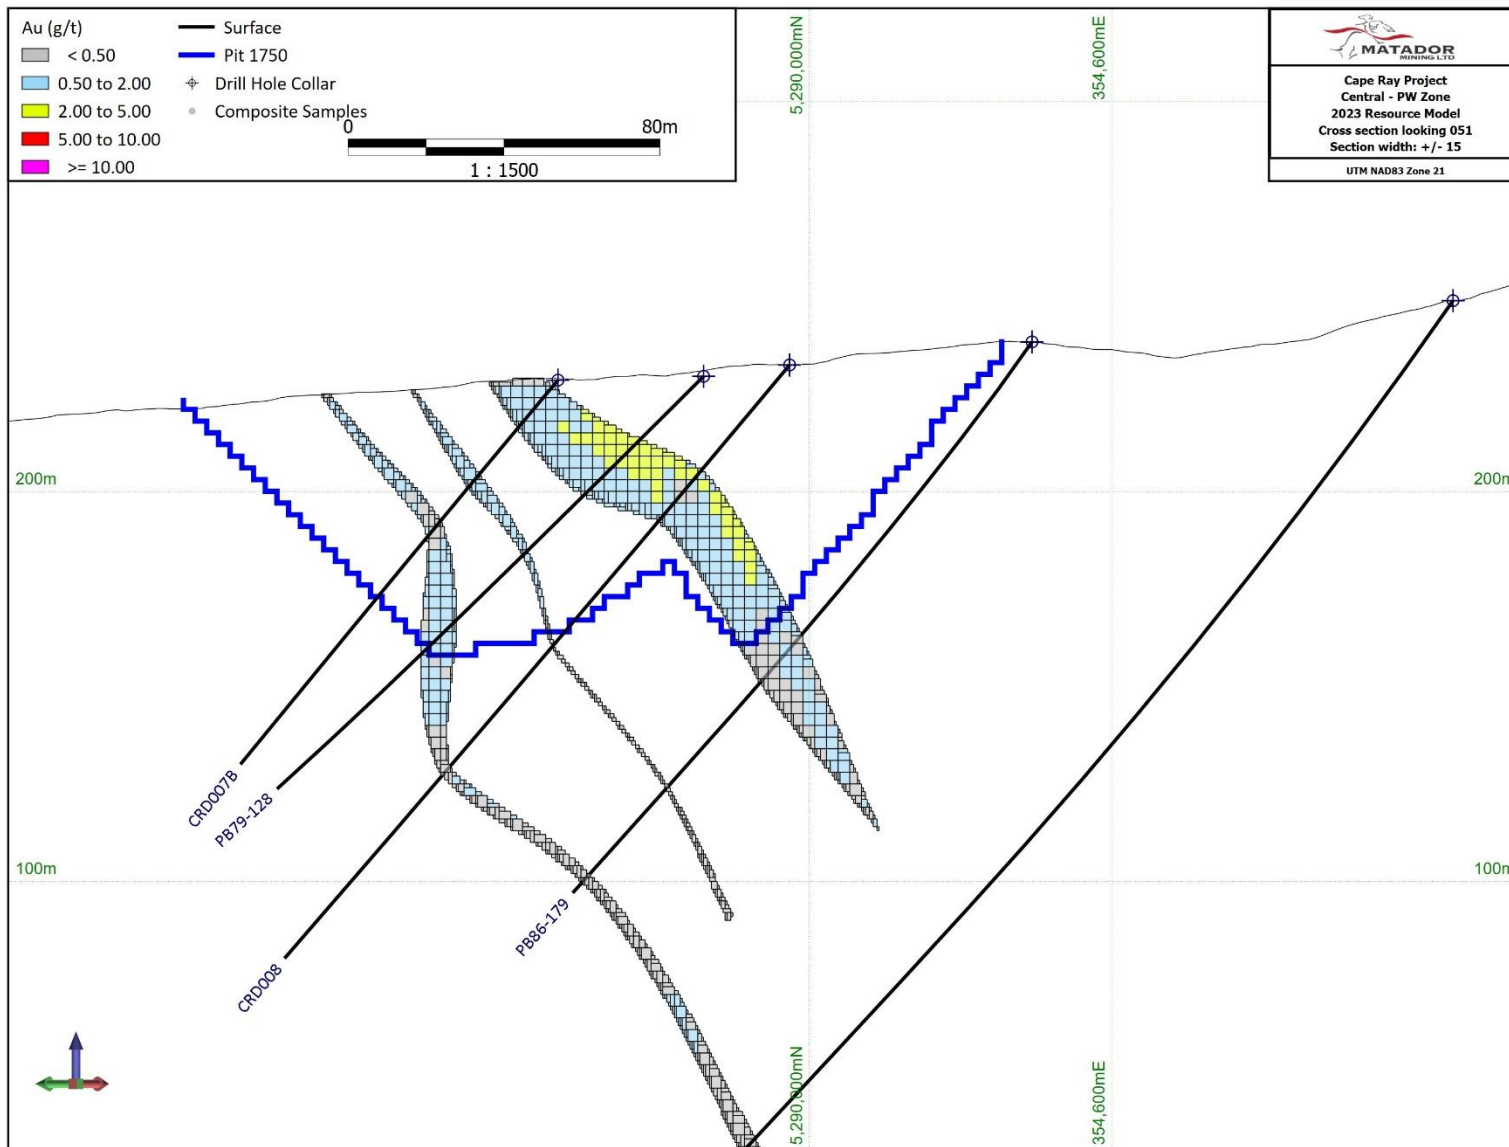 Au (g/t)
< 0.50
0.50 to 2.00
2.00 to 5.00
5.00 to 10.00
>= 10.00
Surface
Pit 1750
Drill Hole Collar
Composite Samples
0 80m
1 : 1500
5,290,000mN
354,600mE
MATADOR
MINING LTD
Cape Ray Project
Central - PW Zone
2023 Resource Model
Cross section looking 051
Section width: +/- 15
UTM NAD83 Zone 21
200m
200m
CRD007B
PB79-128
100m
100m
PB86-179
CRD008
5,290,000mN
354,600mE